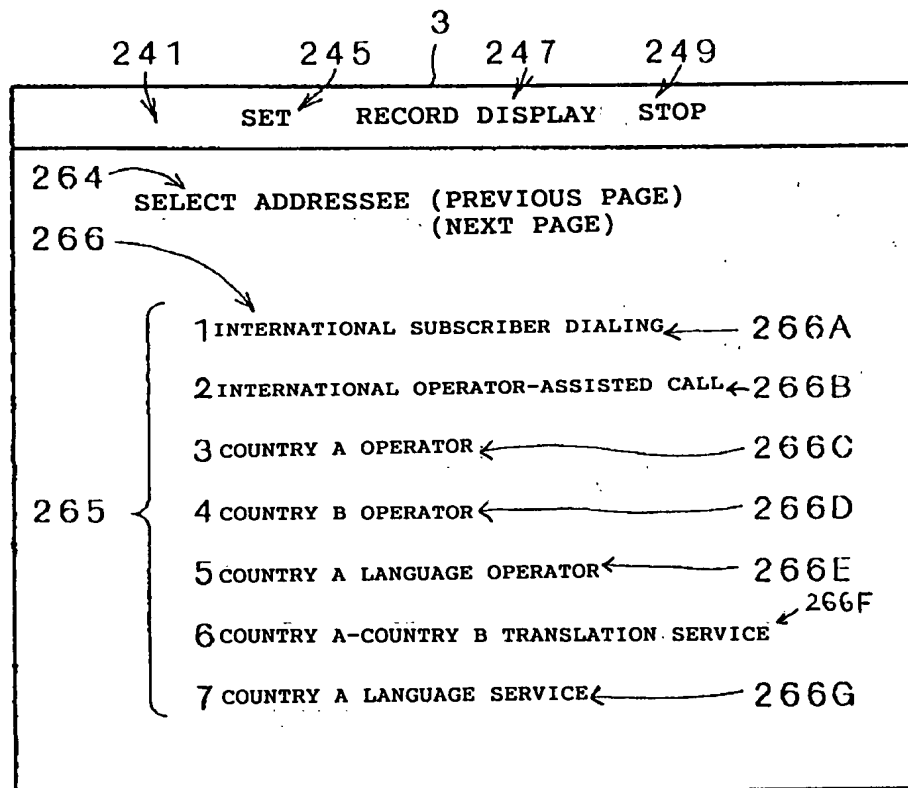 3
241 245 247 249
SET RECORD DISPLAY STOP
264
SELECT ADDRESSEE (PREVIOUS PAGE)
(NEXT PAGE)
266
1 INTERNATIONAL SUBSCRIBER DIALING 266A
2 INTERNATIONAL OPERATOR-ASSISTED CALL 266B
3 COUNTRY A OPERATOR 266C
265 4 COUNTRY B OPERATOR 266D
5 COUNTRY A LANGUAGE OPERATOR 266E
266F
6 COUNTRY A-COUNTRY B TRANSLATION SERVICE
7 COUNTRY A LANGUAGE SERVICE 266G